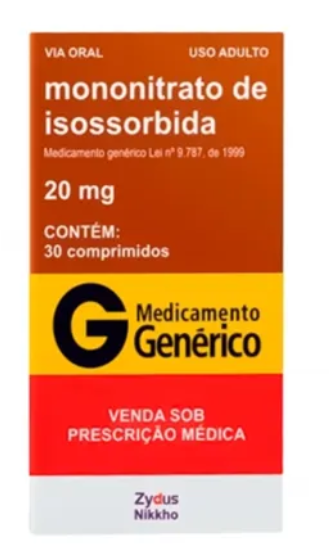 VIA ORAL USO ADULTO
mononitrato de
isossorbida
Medicamento genérico Lei nº 9.787, de 1999
20 mg
CONTÉM:
30 comprimidos
G Medicamento
Genérico
VENDA SOB
PRESCRIÇÃO MÉDICA
Zydus
Nikkho